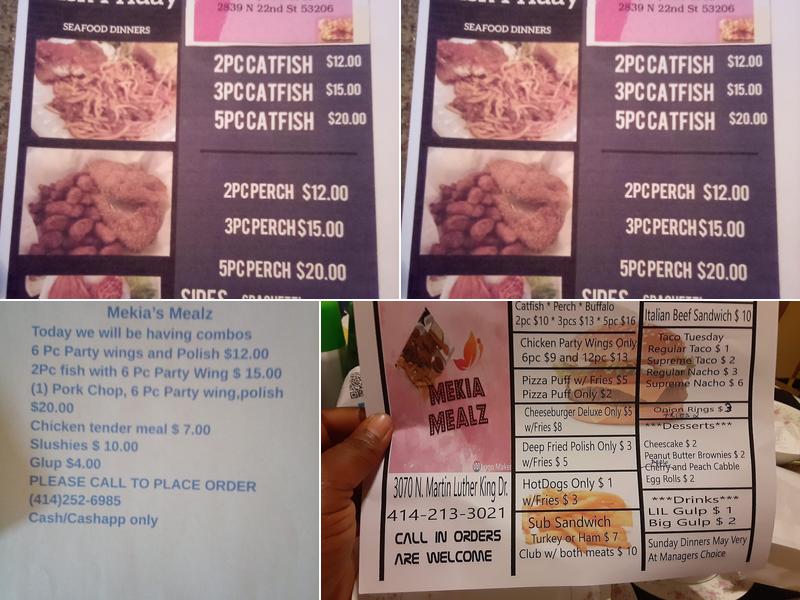 Friday
SEAFOOD DINNERS
2839 N 22nd St 53206
2PC CATFISH $12.00
3PC CATFISH $15.00
5PC CATFISH $20.00
2PC PERCH $12.00
3PC PERCH $15.00
5PC PERCH $20.00
SIDES SPAGHETTI
Friday
SEAFOOD DINNERS
2839 N 22nd St 53206
2PC CATFISH $12.00
3PC CATFISH $15.00
5PC CATFISH $20.00
2PC PERCH $12.00
3PC PERCH $15.00
5PC PERCH $20.00
SIDES SPAGHETTI
Mekia's Mealz
Today we will be having combos
6 Pc Party wings and Polish $12.00
2Pc fish with 6 Pc Party Wing $ 15.00
(1) Pork Chop, 6 Pc Party wing,polish
$20.00
Chicken tender meal $ 7.00
Slushies $ 10.00
Glup $4.00
PLEASE CALL TO PLACE ORDER
(414)252-6985
Cash/Cashapp only
MEKIA
MEALZ
Logo Maker
3070 N. Martin Luther King Dr.
414-213-3021
CALL IN ORDERS
ARE WELCOME
Catfish * Perch * Buffalo
2pc $10 * 3pcs $13 * 5pc $16
Chicken Party Wings Only
6pc $9 and 12pc $13
Pizza Puff w/ Fries $5
Pizza Puff Only $2
Cheeseburger Deluxe Only $5
w/Fries $8
Deep Fried Polish Only $ 3
w/Fries $ 5
HotDogs Only $ 1
w/Fries $ 3
Sub Sandwich
Turkey or Ham $ 7
Club w/ both meats $ 10
Italian Beef Sandwich $ 10
Taco Tuesday
Regular Taco $ 1
Supreme Taco $ 2
Regular Nacho $ 3
Supreme Nacho $ 6
Onion Rings $3
***Desserts***
Cheescake $ 2
Peanut Butter Brownies $ 2
Cherry and Peach Cabble
Egg Rolls $ 2
***Drinks***
LIL Gulp $ 1
Big Gulp $ 2
Sunday Dinners May Very
At Managers Choice